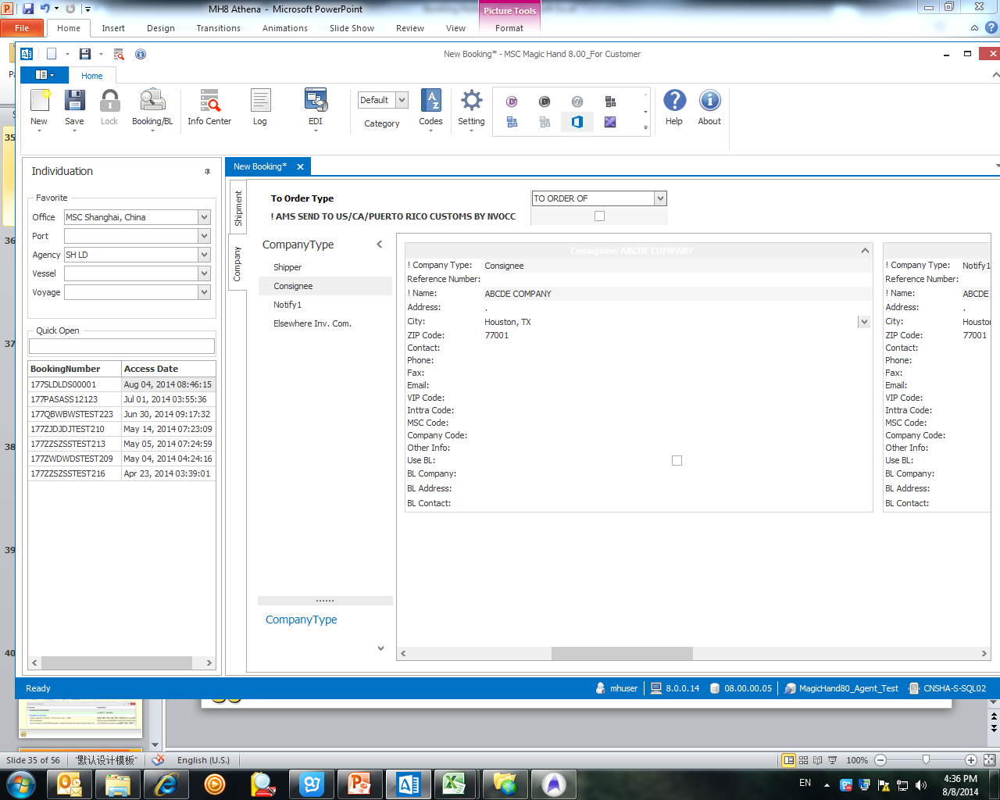 MH8 Athena - Microsoft PowerPoint
Picture Tools
File
Home
Insert
Design
Transitions
Animations
Slide Show
Review
View
Format
New Booking* - MSC Magic Hand 8.00_For Customer
Home
New
Save
Lock
Booking/BL
Info Center
Log
EDI
Default
Category
Codes
Setting
Help
About
35
36
37
38
39
40
Individuation
Favorite
Office MSC Shanghai, China
Port
Agency SH LD
Vessel
Voyage
Quick Open
BookingNumber Access Date
177SLDLDS00001 Aug 04, 2014 08:46:15
177PASASS12123 Jul 01, 2014 03:55:36
177QBWBWSTEST223 Jun 30, 2014 09:17:32
177ZJDJDJTEST210 May 14, 2014 07:23:09
177ZZSZSSTEST213 May 05, 2014 07:24:59
177ZWDWDSTEST209 May 04, 2014 04:24:16
177ZZSZSSTEST216 Apr 23, 2014 03:39:01
New Booking*
Shipment
Company
To Order Type TO ORDER OF
! AMS SEND TO US/CA/PUERTO RICO CUSTOMS BY NVOCC
CompanyType
Shipper
Consignee
Notify1
Elsewhere Inv. Com.
CompanyType
Consignee: ABCDE COMPANY
! Company Type: Consignee
Reference Number:
! Name: ABCDE COMPANY
Address: .
City: Houston, TX
ZIP Code: 77001
Contact:
Phone:
Fax:
Email:
VIP Code:
Inttra Code:
MSC Code:
Company Code:
Other Info:
Use BL:
BL Company:
BL Address:
BL Contact:
! Company Type: Notify1
Reference Number:
! Name: ABCDE
Address: .
City: Houston
ZIP Code: 77001
Contact:
Phone:
Fax:
Email:
VIP Code:
Inttra Code:
MSC Code:
Company Code:
Other Info:
Use BL:
BL Company:
BL Address:
BL Contact:
Ready
mhuser
8.0.0.14
08.00.00.05
MagicHand80_Agent_Test
CNSHA-S-SQL02
Slide 35 of 56
"默认设计模板"
English (U.S.)
100%
EN
4:36 PM
8/8/2014